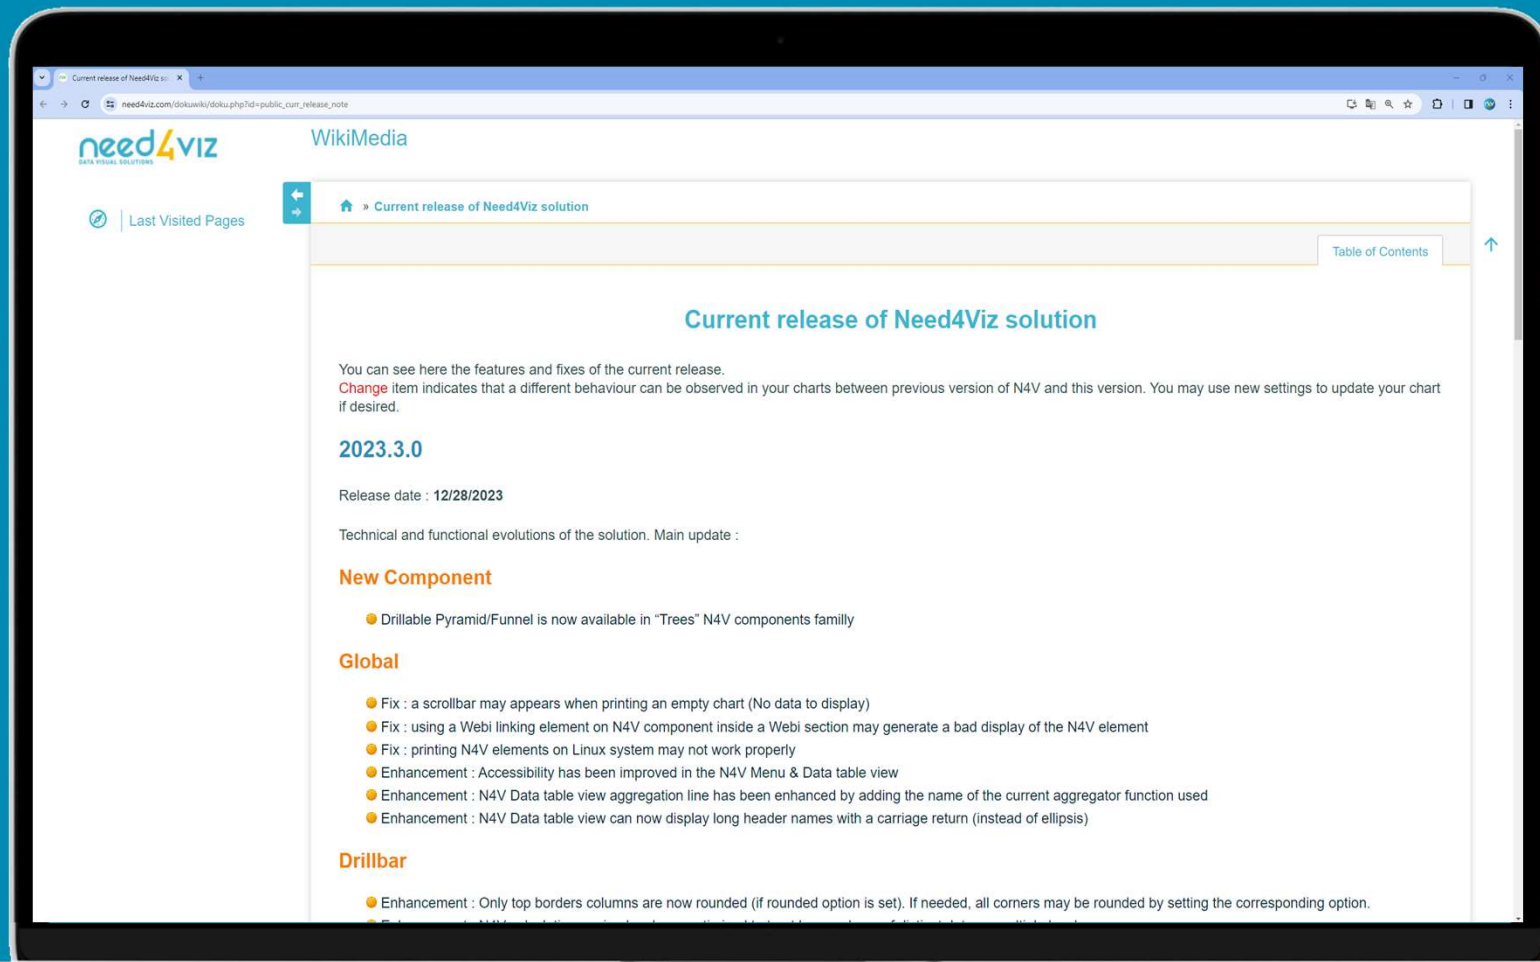 Current release of Need4Viz so
need4viz.com/dokuwiki/doku.php?id=public_curr_release_note
need4viz
DATA VISUAL SOLUTIONS
WikiMedia
Last Visited Pages
» Current release of Need4Viz solution
Table of Contents
Current release of Need4Viz solution
You can see here the features and fixes of the current release.
Change item indicates that a different behaviour can be observed in your charts between previous version of N4V and this version. You may use new settings to update your chart
if desired.
2023.3.0
Release date : 12/28/2023
Technical and functional evolutions of the solution. Main update :
New Component
Drillable Pyramid/Funnel is now available in “Trees” N4V components familly
Global
Fix : a scrollbar may appears when printing an empty chart (No data to display)
Fix : using a Webi linking element on N4V component inside a Webi section may generate a bad display of the N4V element
Fix : printing N4V elements on Linux system may not work properly
Enhancement : Accessibility has been improved in the N4V Menu & Data table view
Enhancement : N4V Data table view aggregation line has been enhanced by adding the name of the current aggregator function used
Enhancement : N4V Data table view can now display long header names with a carriage return (instead of ellipsis)
Drillbar
Enhancement : Only top borders columns are now rounded (if rounded option is set). If needed, all corners may be rounded by setting the corresponding option.